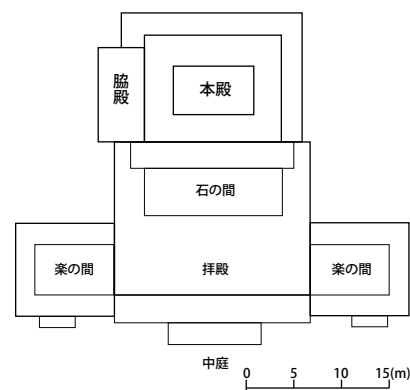 脇殿
本殿
石の間
楽の間
拝殿
楽の間
中庭
0 5 10 15(m)